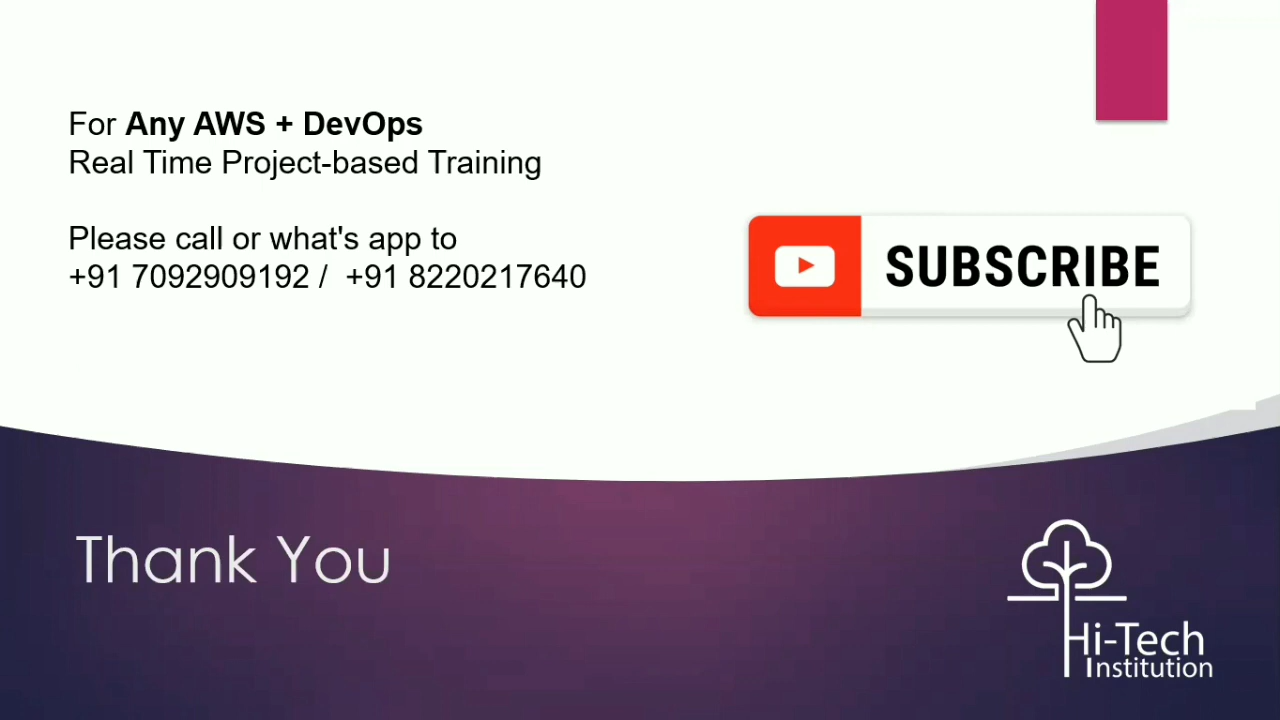 For Any AWS + DevOps
Real Time Project-based Training
Please call or what's app to
+91 7092909192 /  +91 8220217640
SUBSCRIBE
Thank You
Hi-Tech
Institution